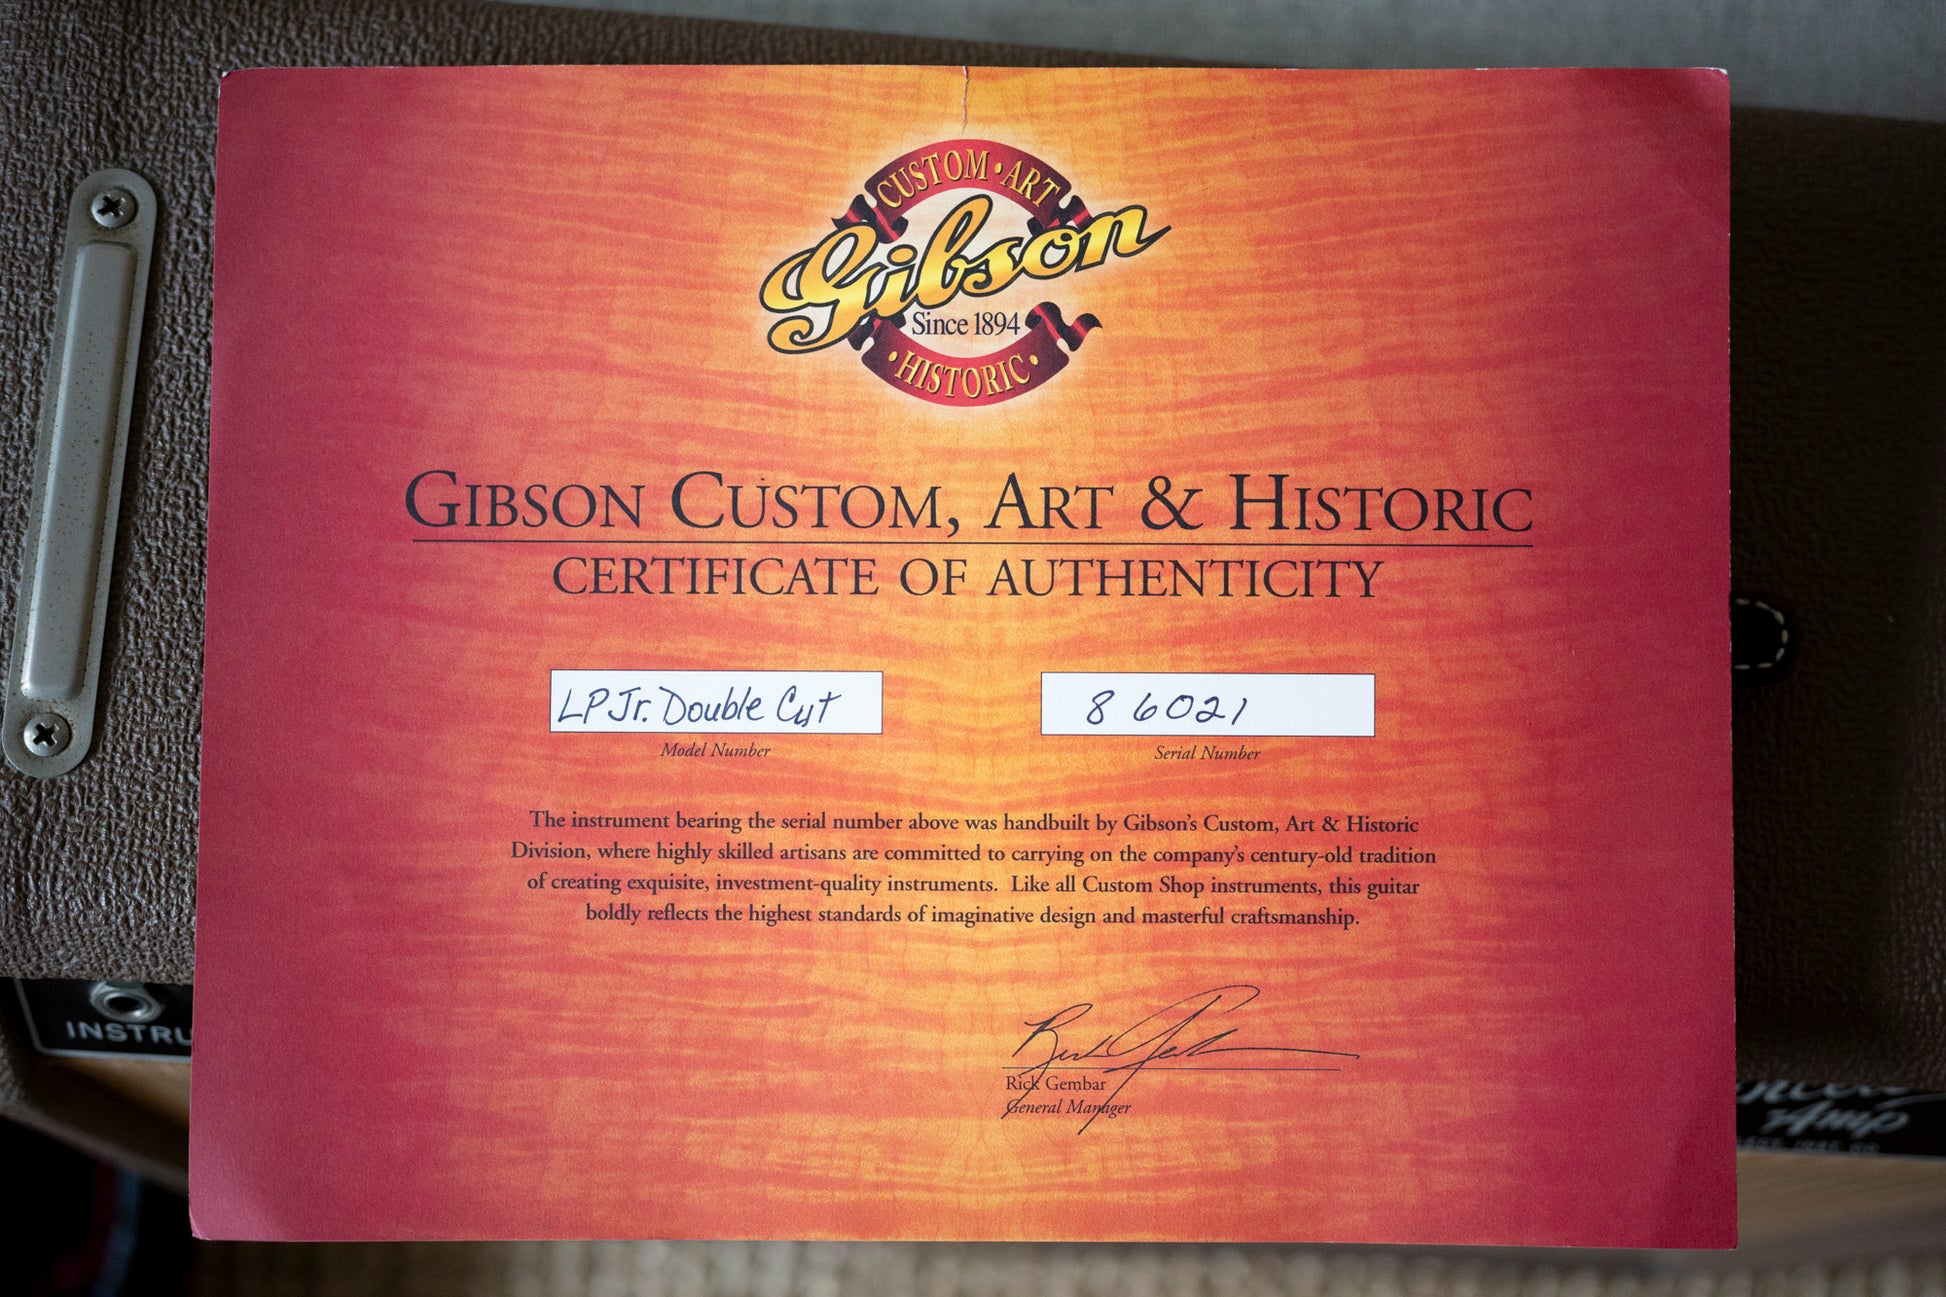 CUSTOM · ART
Gibson
Since 1894
· HISTORIC ·
GIBSON CUSTOM, ART & HISTORIC
CERTIFICATE OF AUTHENTICITY
LP Jr. Double Cut
8 6021
Model Number
Serial Number
The instrument bearing the serial number above was handbuilt by Gibson's Custom, Art & Historic
Division, where highly skilled artisans are committed to carrying on the company's century-old tradition
of creating exquisite, investment-quality instruments. Like all Custom Shop instruments, this guitar
boldly reflects the highest standards of imaginative design and masterful craftsmanship.
Rick Gembar
General Manager
INSTRU
Amp